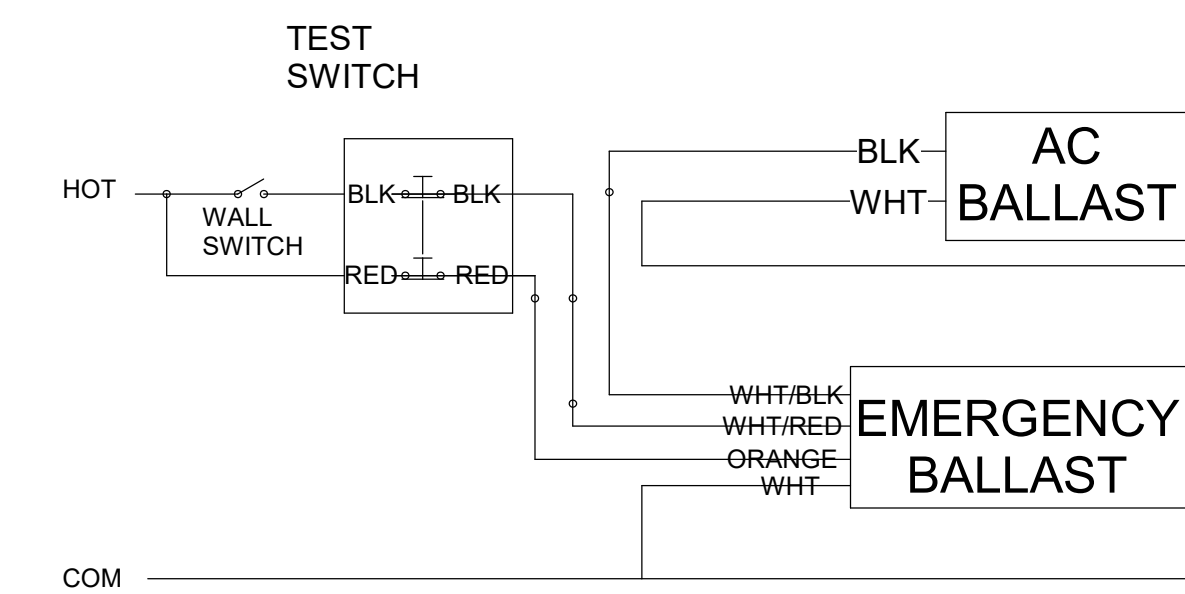 TEST
SWITCH
HOT
WALL
SWITCH
BLK BLK
RED RED
BLK
WHT
AC
BALLAST
WHT/BLK
WHT/RED
ORANGE
WHT
EMERGENCY
BALLAST
COM